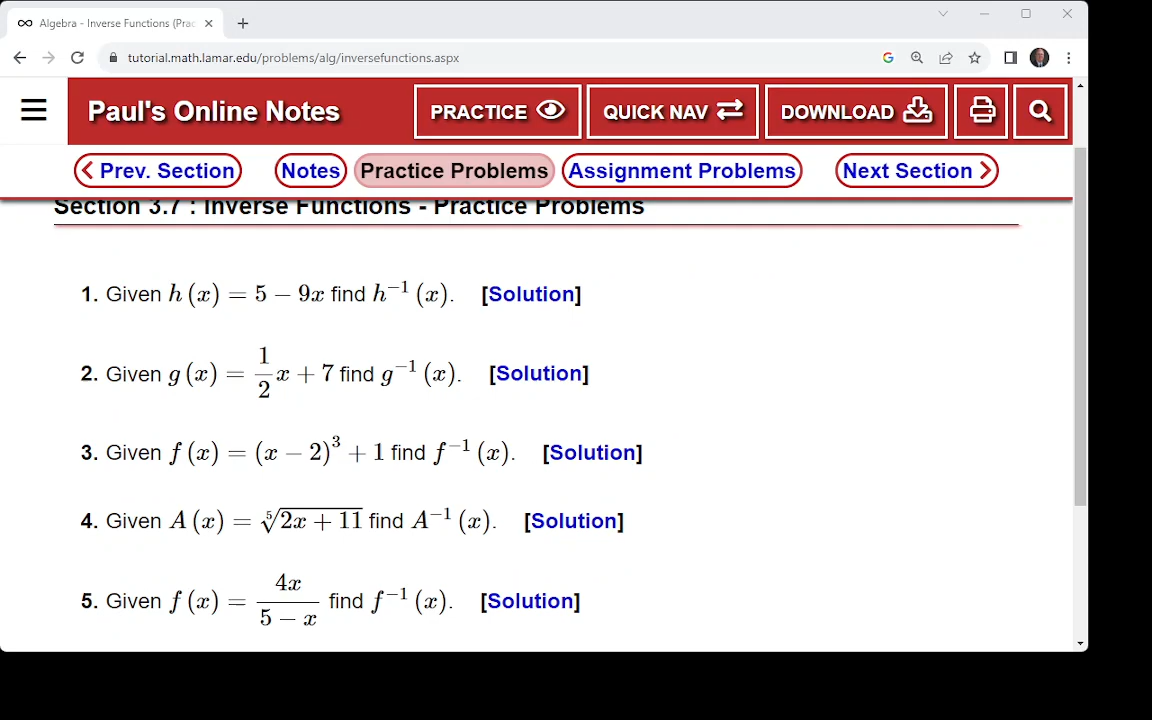 Algebra - Inverse Functions (Prac
tutorial.math.lamar.edu/problems/alg/inversefunctions.aspx
Paul's Online Notes
PRACTICE QUICK NAV DOWNLOAD
Prev. Section Notes Practice Problems Assignment Problems Next Section
Section 3.7 : Inverse Functions - Practice Problems
1. Given h (x) = 5 − 9x find h⁻¹ (x). [Solution]
2. Given g (x) = 1/2 x + 7 find g⁻¹ (x). [Solution]
3. Given f (x) = (x − 2)³ + 1 find f⁻¹ (x). [Solution]
4. Given A (x) = ⁵√(2x + 11) find A⁻¹ (x). [Solution]
5. Given f (x) = 4x/(5 − x) find f⁻¹ (x). [Solution]